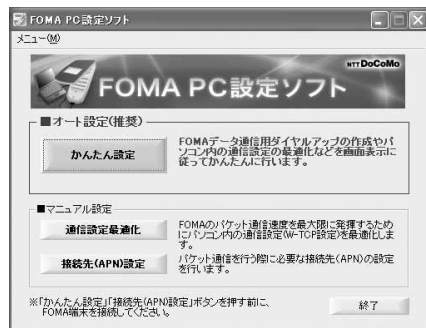 FOMA PC設定ソフト
メニュー(M)
NTT DoCoMo
FOMA PC設定ソフト
■オート設定(推奨)
かんたん設定
FOMAデータ通信用ダイヤルアップの作成やパ
ソコン内の通信設定の最適化などを画面表示に
従ってかんたんに行います。
■マニュアル設定
通信設定最適化
FOMAのパケット通信速度を最大限に発揮するため
にパソコン内の通信設定(W-TCP設定)を最適化しま
す。
接続先(APN)設定
パケット通信を行う際に必要な接続先(APN)の設定
を行います。
※「かんたん設定」「接続先(APN)設定」ボタンを押す前に、
FOMA端末を接続してください。
終了